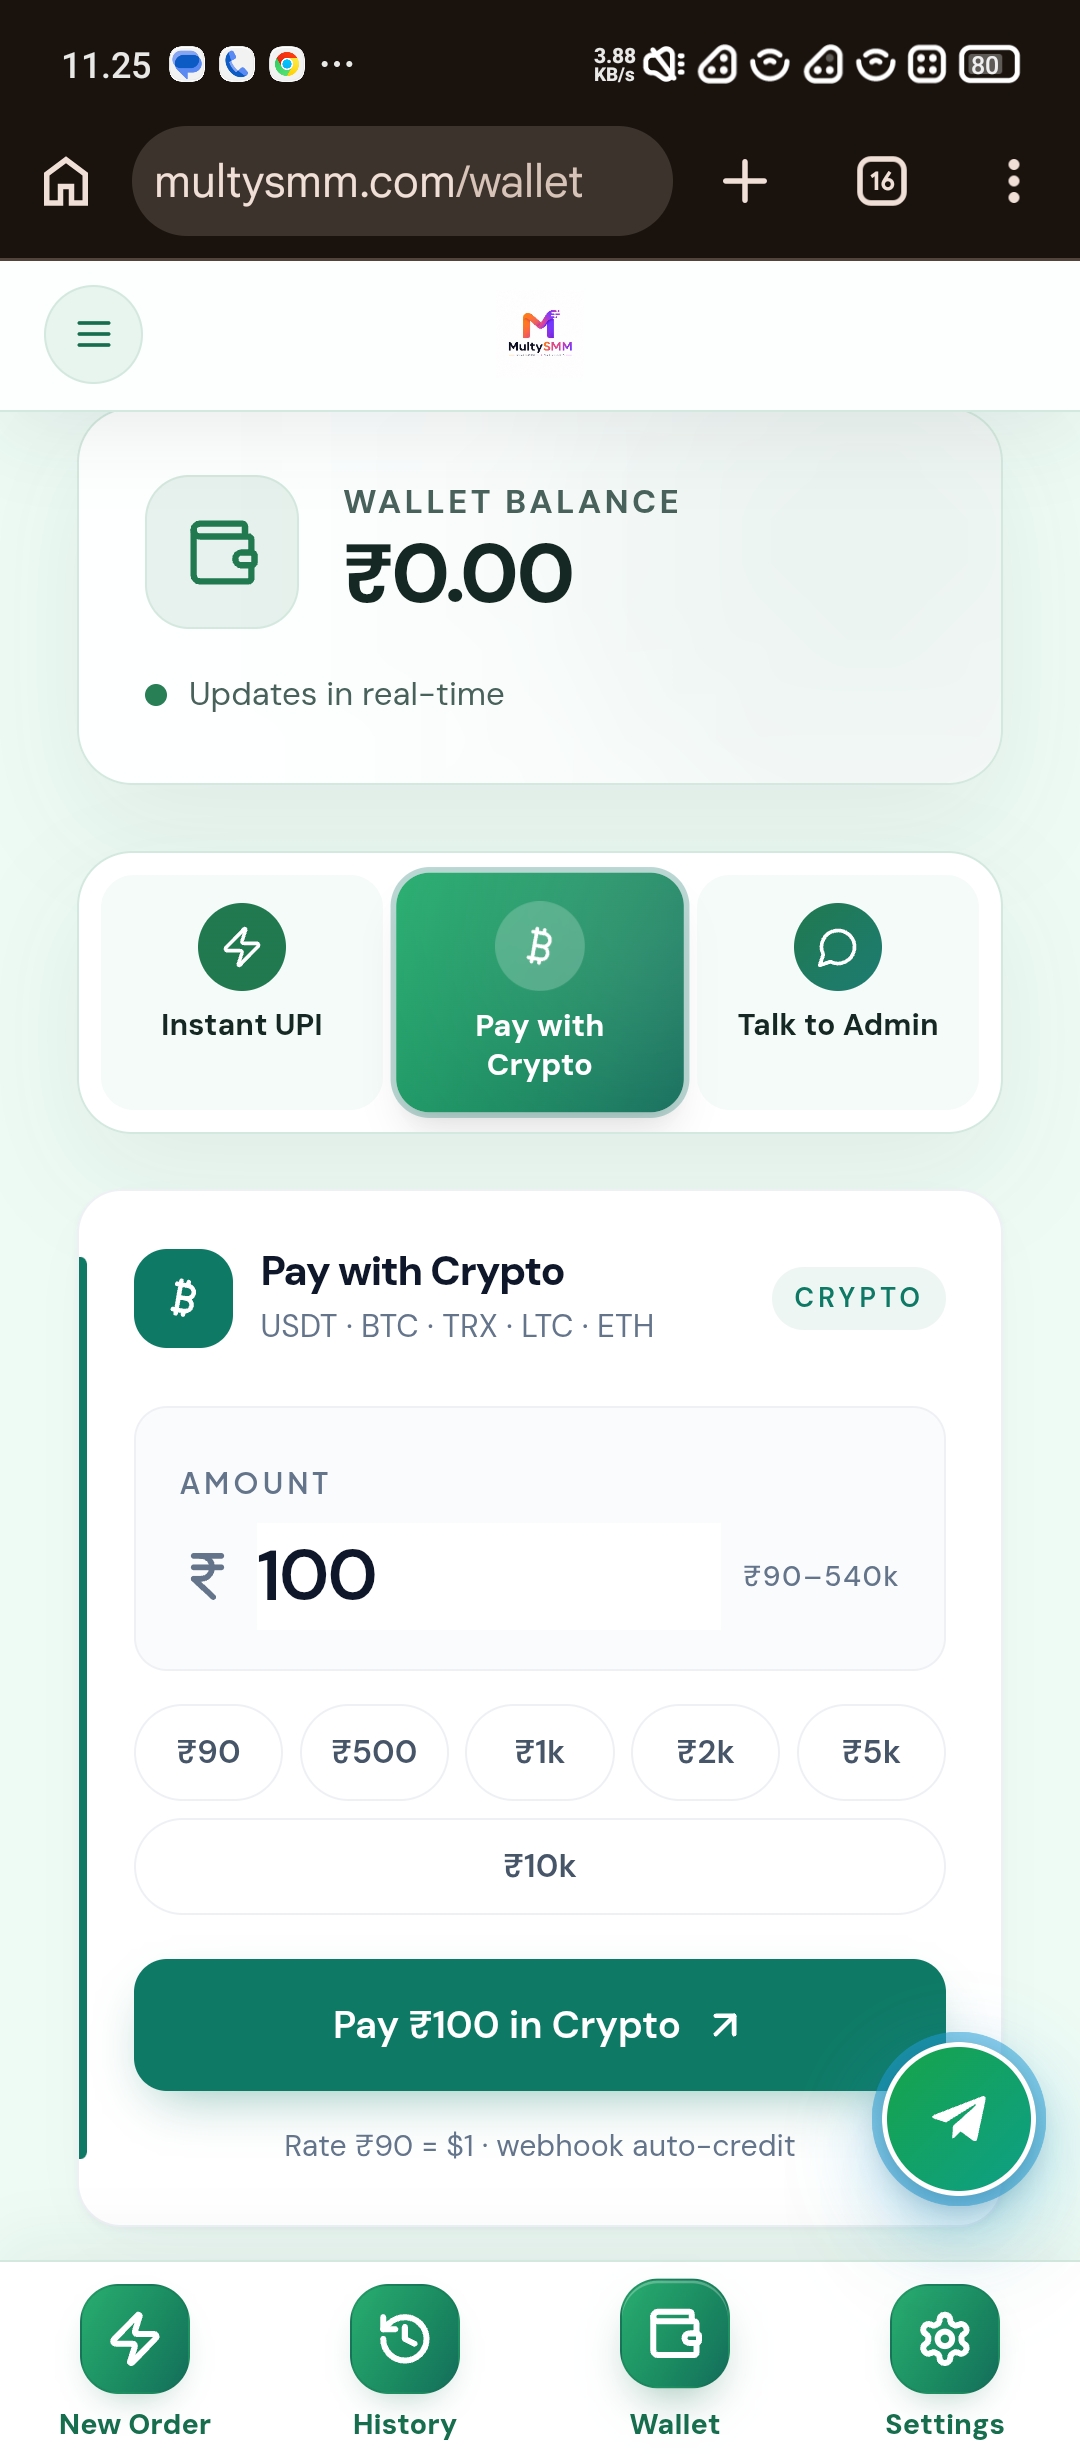 11.25
3.88
KB/s
80
multysmm.com/wallet
16
MultySMM
WALLET BALANCE
₹0.00
Updates in real-time
Instant UPI
Pay with
Crypto
Talk to Admin
Pay with Crypto
USDT · BTC · TRX · LTC · ETH
CRYPTO
AMOUNT
₹ 100
₹90–540k
₹90
₹500
₹1k
₹2k
₹5k
₹10k
Pay ₹100 in Crypto
Rate ₹90 = $1 · webhook auto-credit
New Order
History
Wallet
Settings